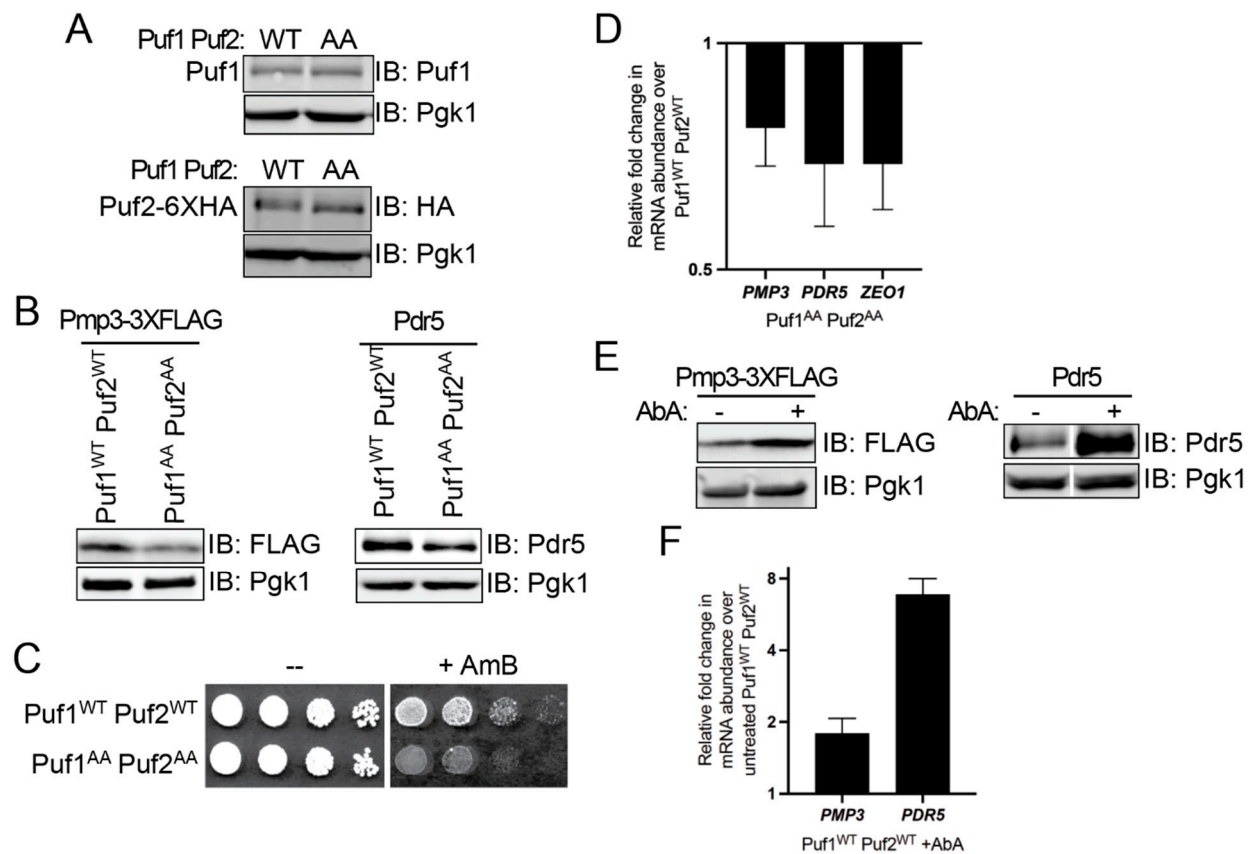 A
Puf1 Puf2: WT AA
Puf1 IB: Puf1
IB: Pgk1
Puf1 Puf2: WT AA
Puf2-6XHA IB: HA
IB: Pgk1
B
Pmp3-3XFLAG
Puf1WT Puf2WT
Puf1AA Puf2AA
IB: FLAG
IB: Pgk1
Pdr5
Puf1WT Puf2WT
Puf1AA Puf2AA
IB: Pdr5
IB: Pgk1
C
-- + AmB
Puf1WT Puf2WT
Puf1AA Puf2AA
D
Relative fold change in
mRNA abundance over
Puf1WT Puf2WT
1
0.5
PMP3 PDR5 ZEO1
Puf1AA Puf2AA
E
Pmp3-3XFLAG
AbA: - +
IB: FLAG
IB: Pgk1
Pdr5
AbA: - +
IB: Pdr5
IB: Pgk1
F
Relative fold change in
mRNA abundance over
untreated Puf1WT Puf2WT
8
4
2
1
PMP3 PDR5
Puf1WT Puf2WT +AbA